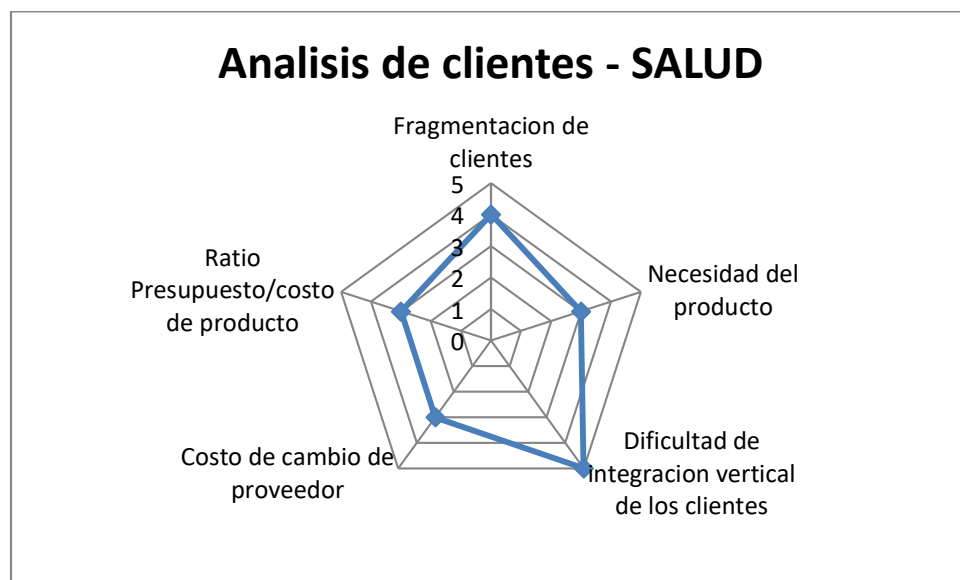 Analisis de clientes - SALUD
Fragmentacion de
clientes
5
4
3
2
1
0
Necesidad del
producto
Dificultad de
integracion vertical
de los clientes
Costo de cambio de
proveedor
Ratio
Presupuesto/costo
de producto